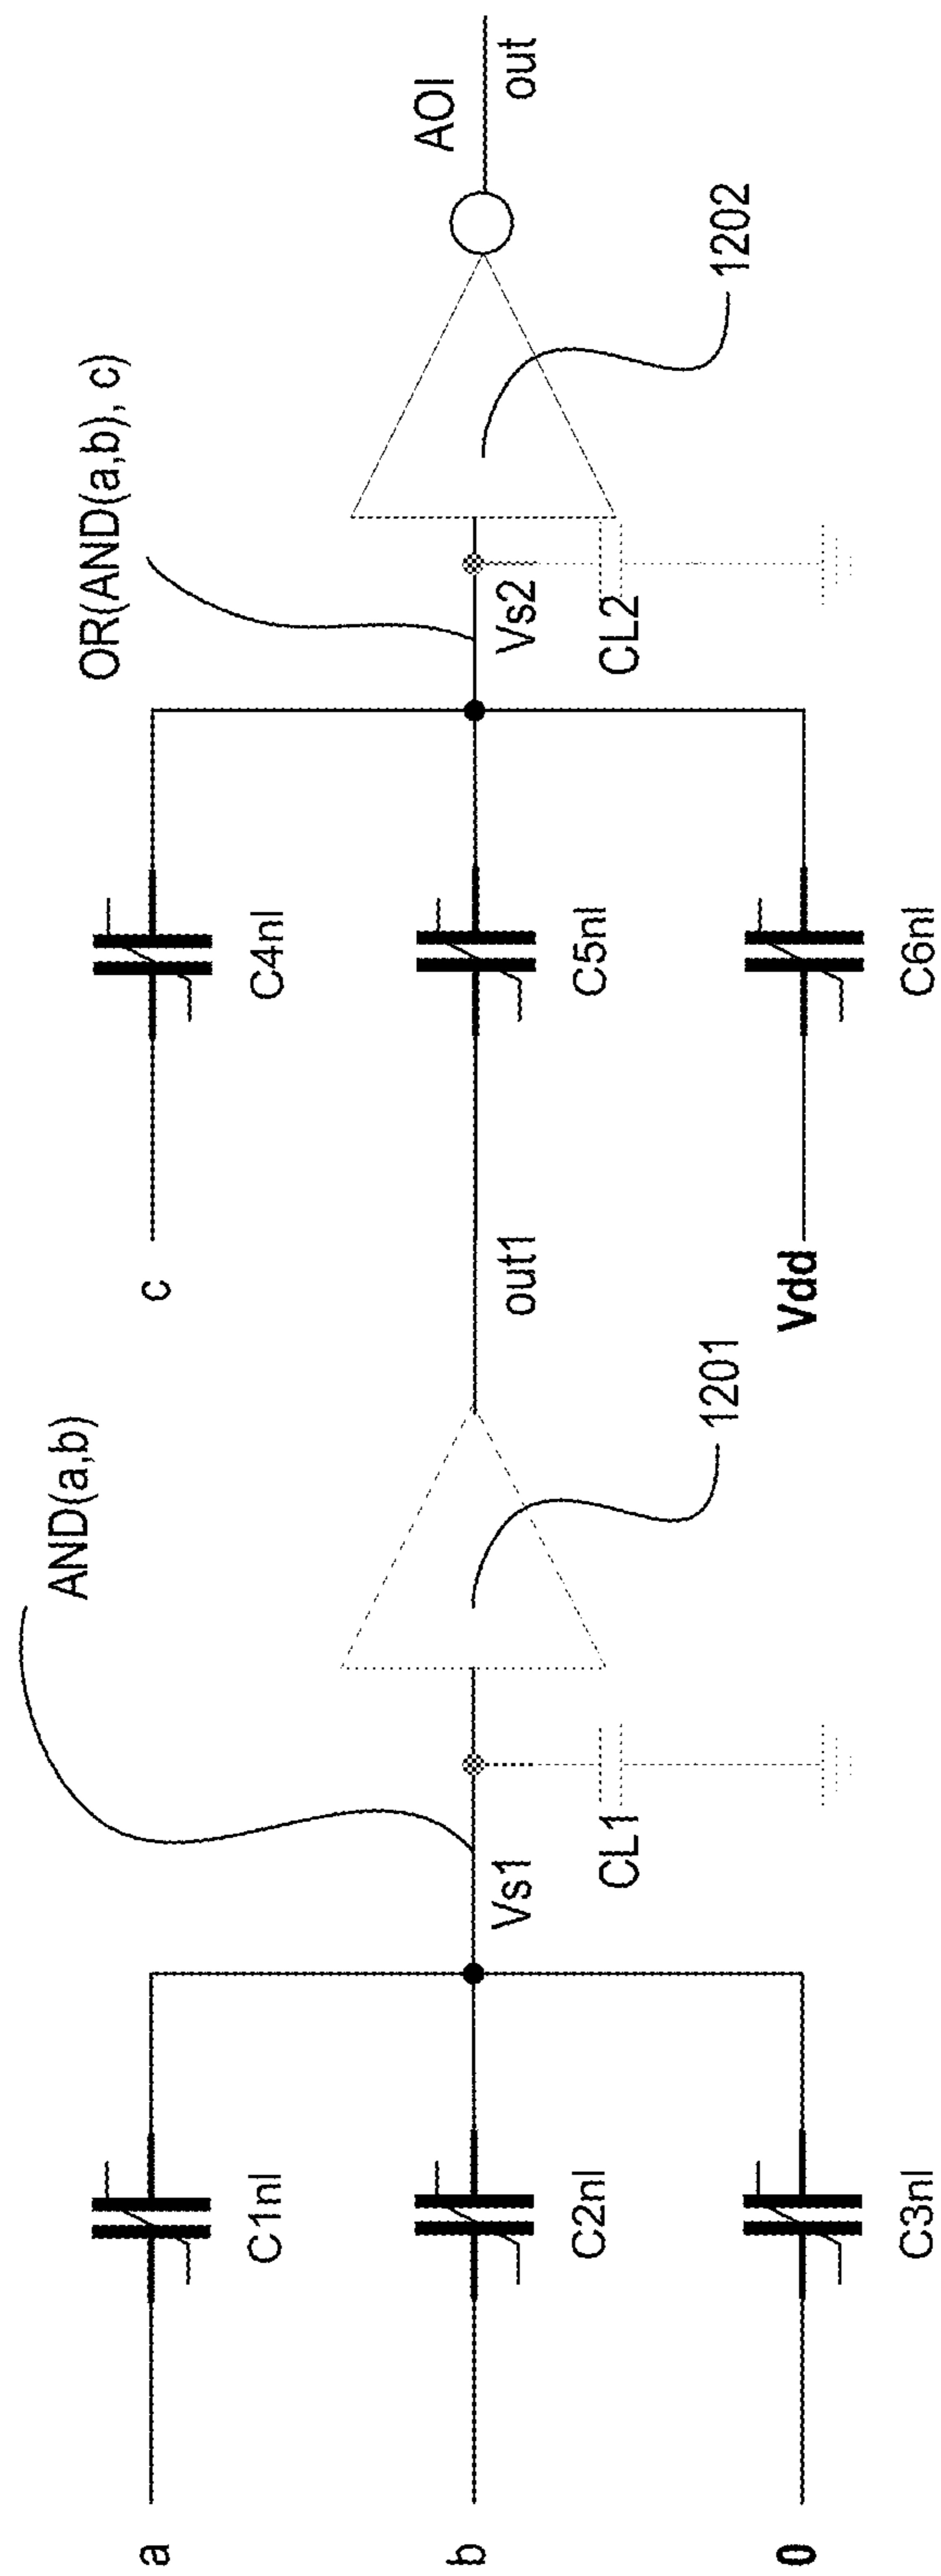 AND(a,b)
OR(AND(a,b), c)
a
C1nl
c
C4nl
AOI
b
C2nl
Vs1
out1
C5nl
Vs2
out
CL1
1201
CL2
1202
0
C3nl
Vdd
C6nl